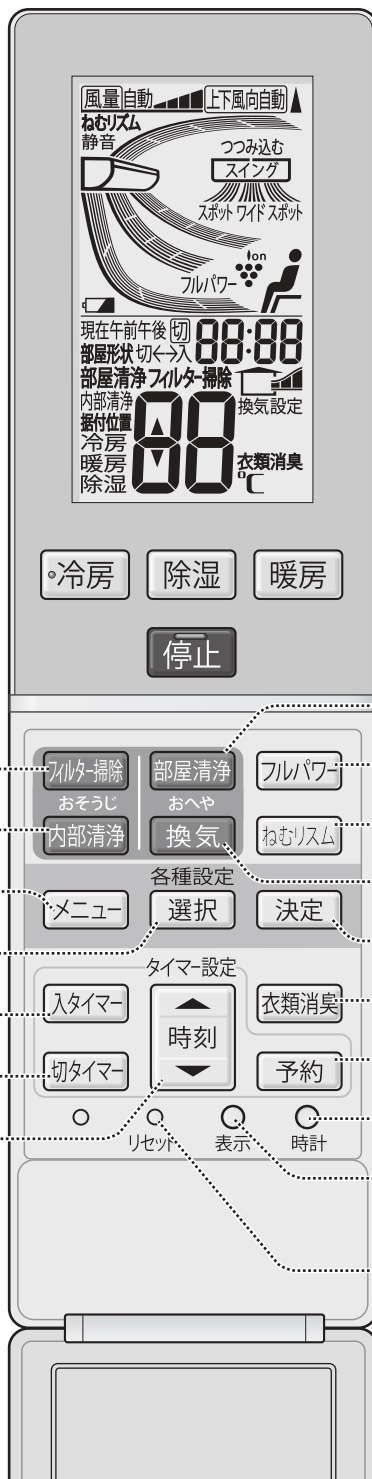 風量自動 上下風向自動
ねむリズム
静音
つつみ込む
スイング
スポット ワイド スポット
ion
フルパワー
現在午前午後 切 88:88
部屋形状 切←→入
部屋清浄 フィルター掃除
内部清浄 88 換気設定
据付位置
冷房
暖房 衣類消臭
除湿 ℃
冷房 除湿 暖房
停止
フィルター掃除 部屋清浄 フルパワー
おそうじ おへや
内部清浄 換気 ねむリズム
各種設定
メニュー 選択 決定
タイマー設定
入タイマー 時刻 衣類消臭
切タイマー 予約
リセット 表示 時計